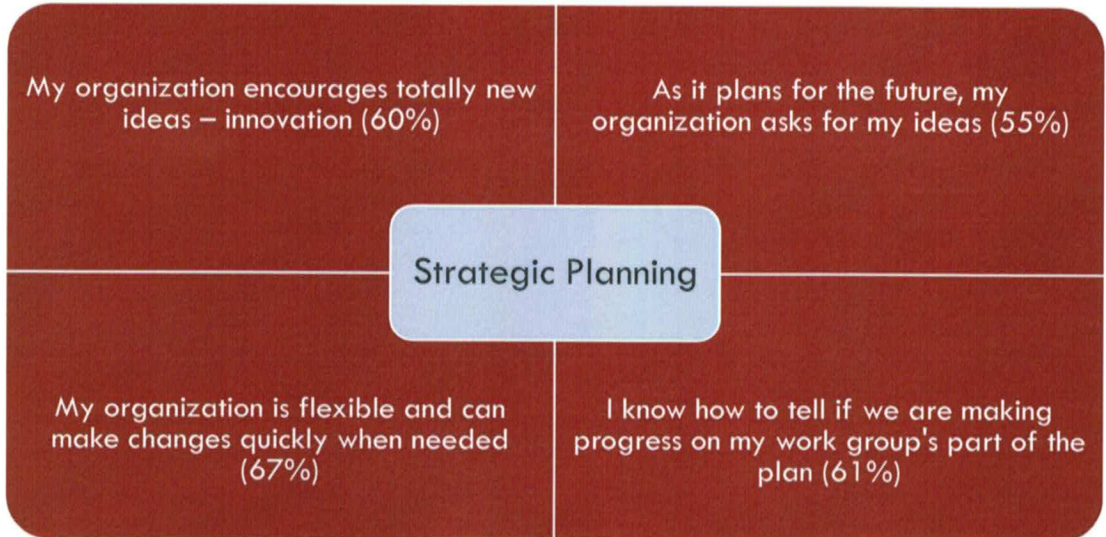 My organization encourages totally new
ideas – innovation (60%)
As it plans for the future, my
organization asks for my ideas (55%)
Strategic Planning
My organization is flexible and can
make changes quickly when needed
(67%)
I know how to tell if we are making
progress on my work group's part of the
plan (61%)